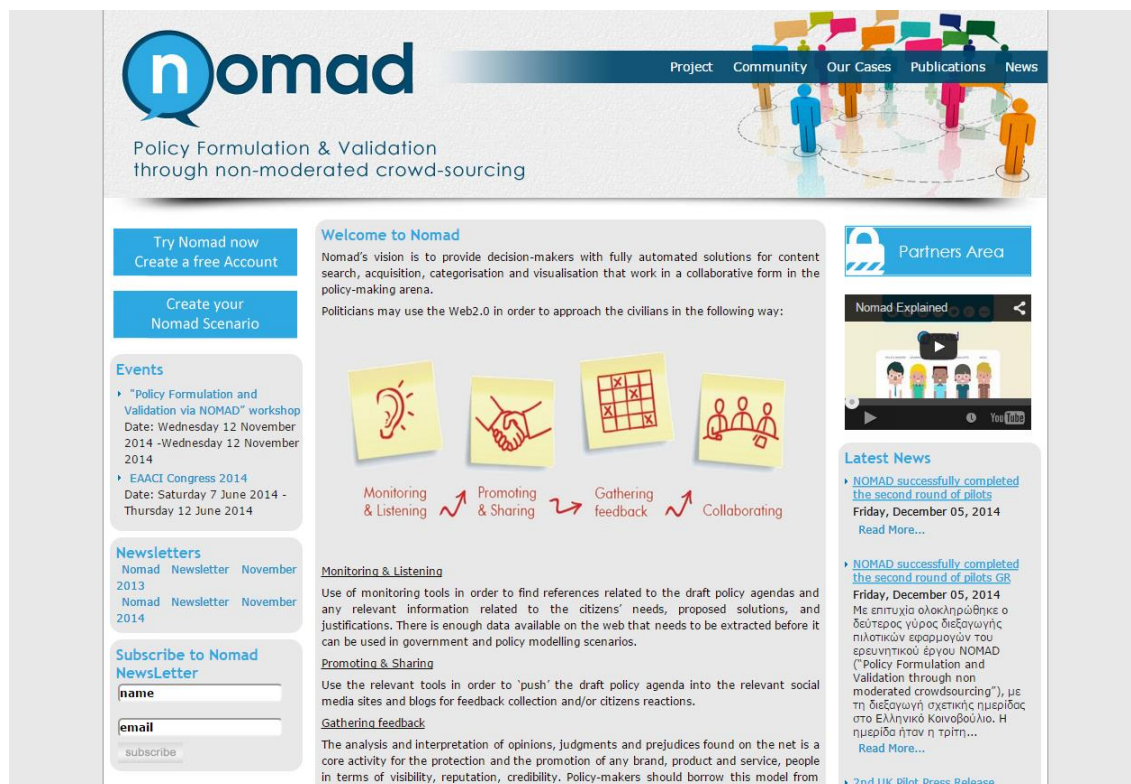 nomad
Policy Formulation & Validation
through non-moderated crowd-sourcing
Project Community Our Cases Publications News
Try Nomad now
Create a free Account
Create your
Nomad Scenario
Events
"Policy Formulation and
Validation via NOMAD" workshop
Date: Wednesday 12 November
2014 -Wednesday 12 November
2014
EAACI Congress 2014
Date: Saturday 7 June 2014 -
Thursday 12 June 2014
Newsletters
Nomad Newsletter November
2013
Nomad Newsletter November
2014
Subscribe to Nomad
NewsLetter
name
email
subscribe
Welcome to Nomad
Nomad's vision is to provide decision-makers with fully automated solutions for content
search, acquisition, categorisation and visualisation that work in a collaborative form in the
policy-making arena.
Politicians may use the Web2.0 in order to approach the civilians in the following way:
Monitoring
& Listening
Promoting
& Sharing
Gathering
feedback
Collaborating
Monitoring & Listening
Use of monitoring tools in order to find references related to the draft policy agendas and
any relevant information related to the citizens' needs, proposed solutions, and
justifications. There is enough data available on the web that needs to be extracted before it
can be used in government and policy modelling scenarios.
Promoting & Sharing
Use the relevant tools in order to 'push' the draft policy agenda into the relevant social
media sites and blogs for feedback collection and/or citizens reactions.
Gathering feedback
The analysis and interpretation of opinions, judgments and prejudices found on the net is a
core activity for the protection and the promotion of any brand, product and service, people
in terms of visibility, reputation, credibility. Policy-makers should borrow this model from
Partners Area
Nomad Explained
nomad
YouTube
Latest News
NOMAD successfully completed
the second round of pilots
Friday, December 05, 2014
Read More...
NOMAD successfully completed
the second round of pilots GR
Friday, December 05, 2014
Με επιτυχία ολοκληρώθηκε ο
δεύτερος γύρος διεξαγωγής
πιλοτικών εφαρμογών του
ερευνητικού έργου NOMAD
("Policy Formulation and
Validation through non
moderated crowdsourcing"), με
τη διεξαγωγή σχετικής ημερίδας
στο Ελληνικό Κοινοβούλιο. Η
ημερίδα ήταν η τρίτη...
Read More...
2nd UK Pilot Press Release